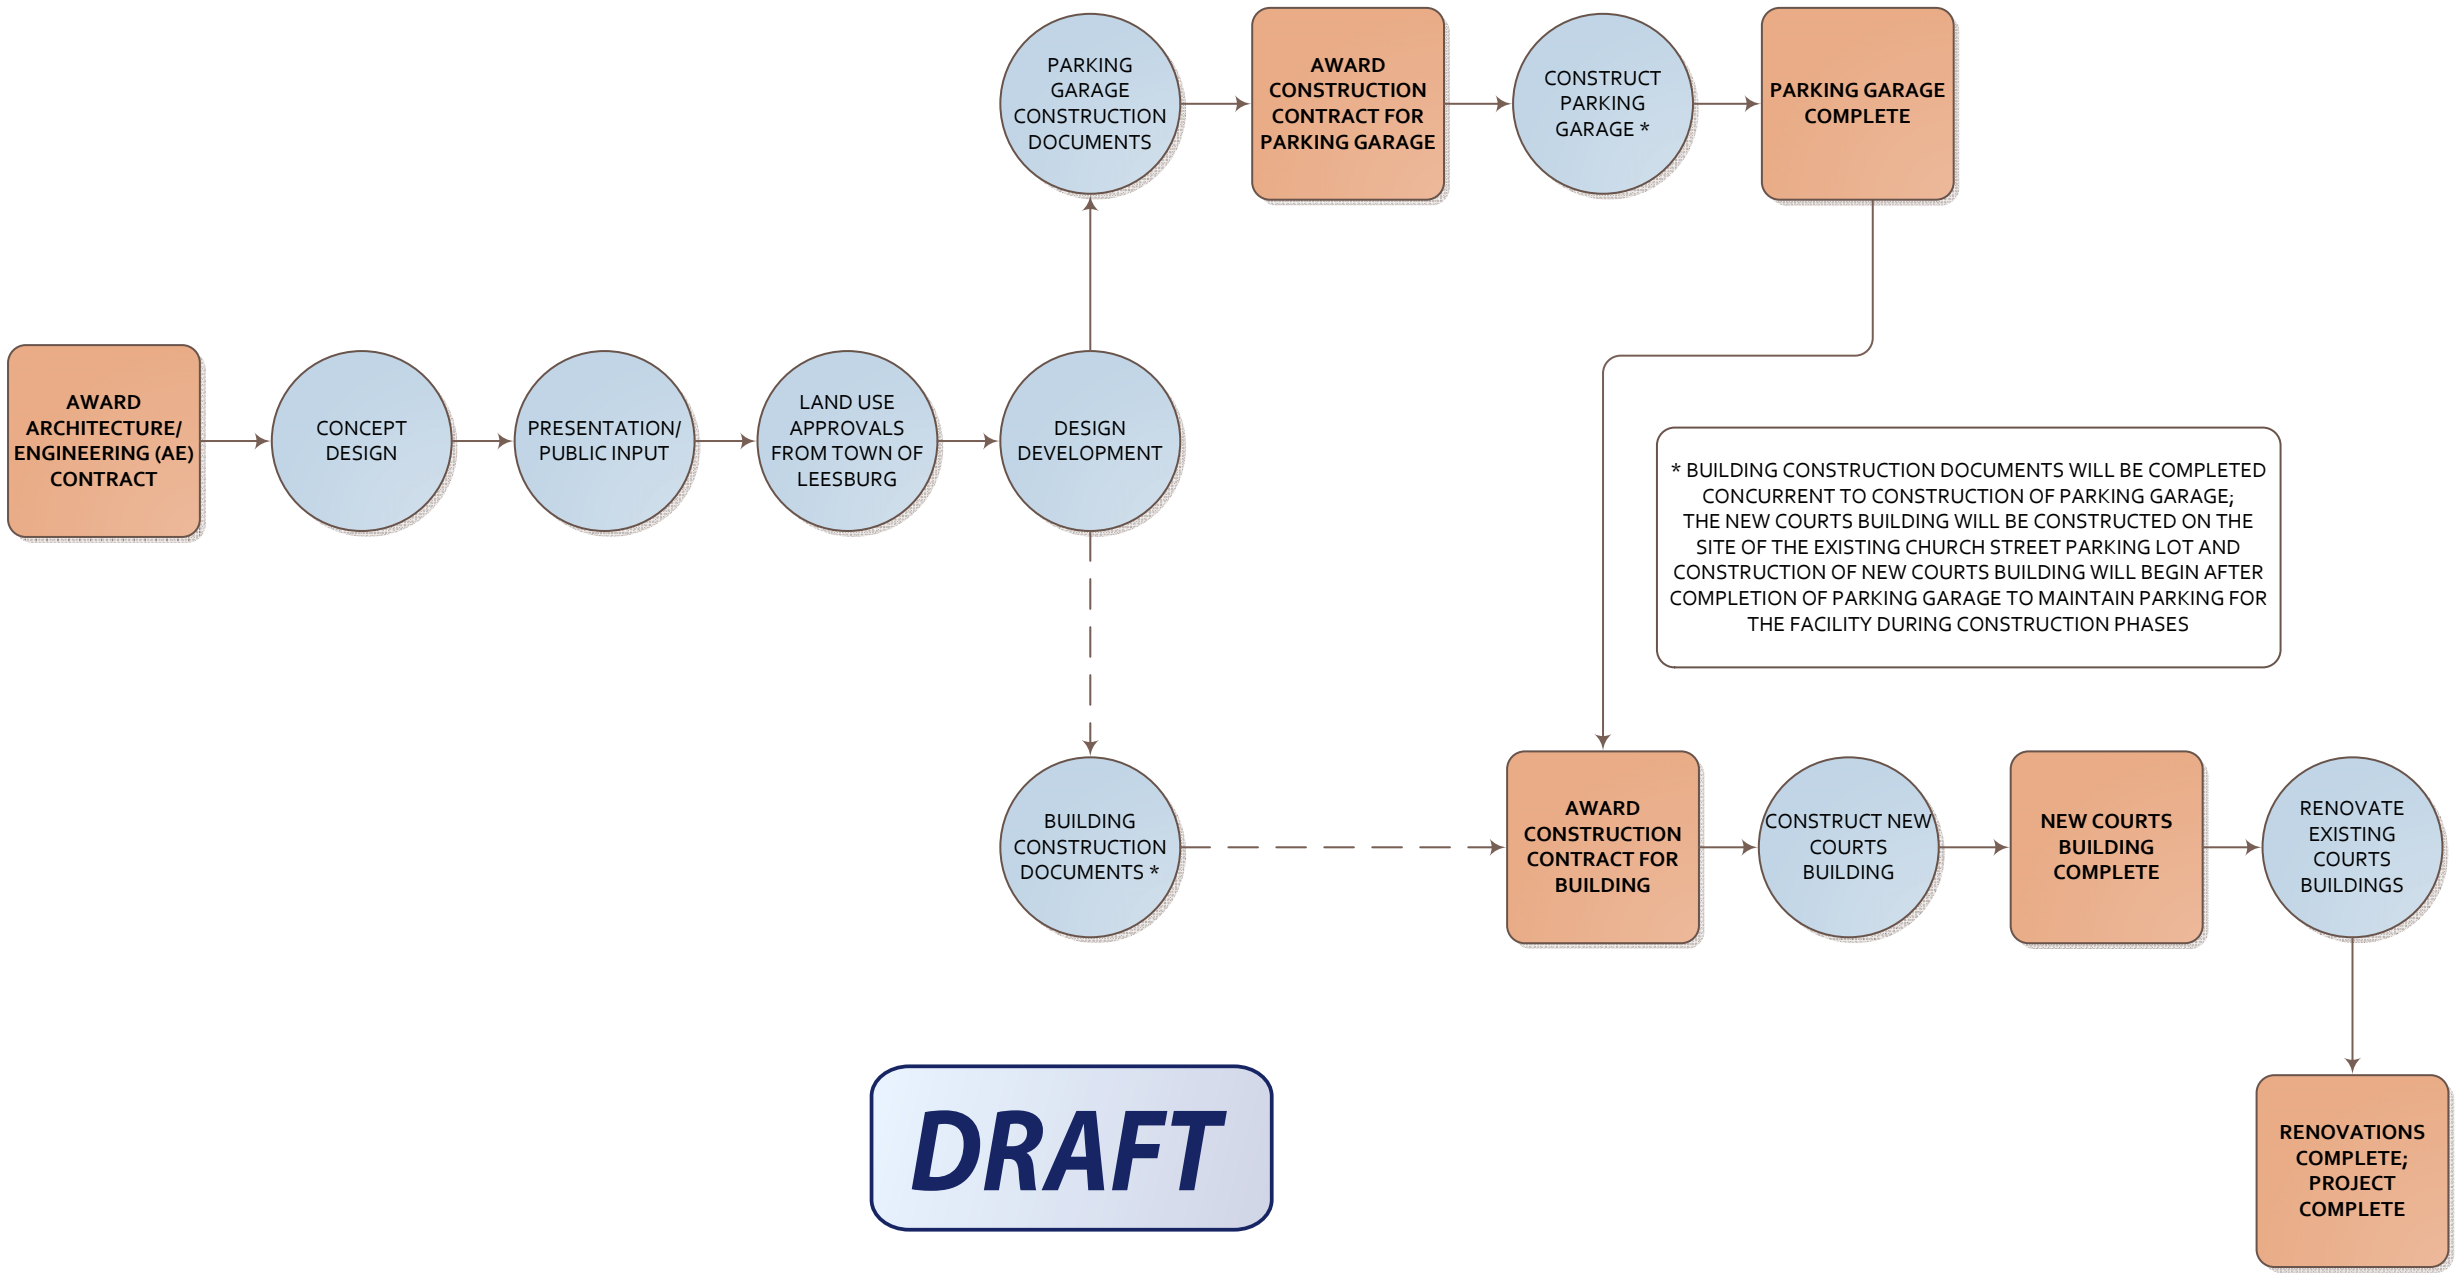 PARKING
GARAGE
CONSTRUCTION
DOCUMENTS
AWARD
CONSTRUCTION
CONTRACT FOR
PARKING GARAGE
CONSTRUCT
PARKING
GARAGE *
PARKING GARAGE
COMPLETE
AWARD
ARCHITECTURE/
ENGINEERING (AE)
CONTRACT
CONCEPT
DESIGN
PRESENTATION/
PUBLIC INPUT
LAND USE
APPROVALS
FROM TOWN OF
LEESBURG
DESIGN
DEVELOPMENT
* BUILDING CONSTRUCTION DOCUMENTS WILL BE COMPLETED
CONCURRENT TO CONSTRUCTION OF PARKING GARAGE;
THE NEW COURTS BUILDING WILL BE CONSTRUCTED ON THE
SITE OF THE EXISTING CHURCH STREET PARKING LOT AND
CONSTRUCTION OF NEW COURTS BUILDING WILL BEGIN AFTER
COMPLETION OF PARKING GARAGE TO MAINTAIN PARKING FOR
THE FACILITY DURING CONSTRUCTION PHASES
BUILDING
CONSTRUCTION
DOCUMENTS *
AWARD
CONSTRUCTION
CONTRACT FOR
BUILDING
CONSTRUCT NEW
COURTS
BUILDING
NEW COURTS
BUILDING
COMPLETE
RENOVATE
EXISTING
COURTS
BUILDINGS
DRAFT
RENOVATIONS
COMPLETE;
PROJECT
COMPLETE